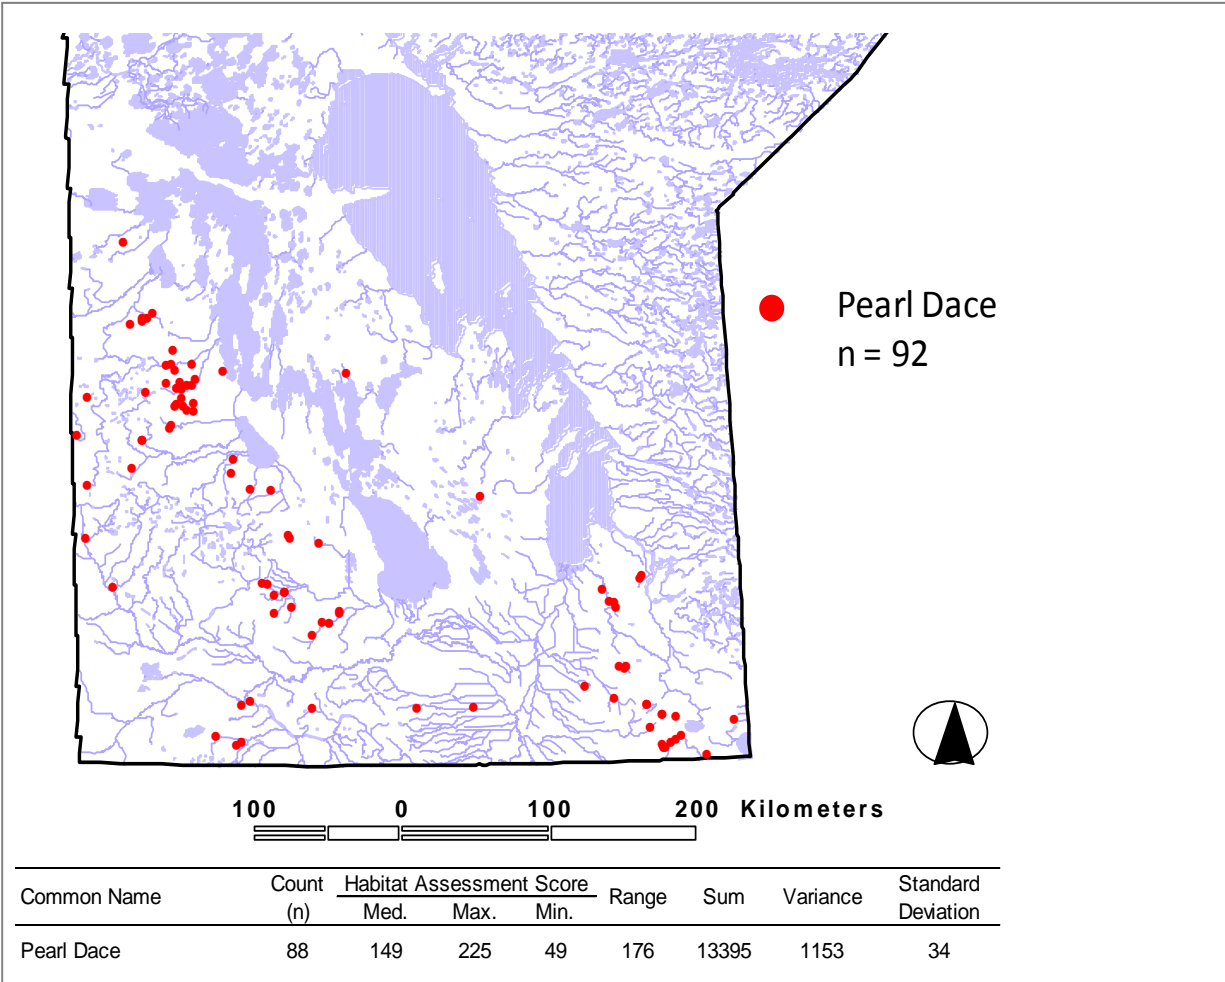 Pearl Dace
n = 92
100 0 100 200 Kilometers
Common Name Count (n) Habitat Assessment Score Range Sum Variance Standard Deviation
Med. Max. Min.
Pearl Dace 88 149 225 49 176 13395 1153 34